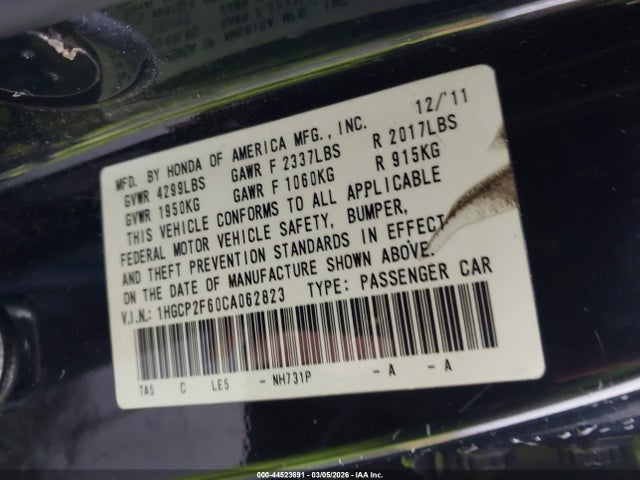 MFD. BY HONDA OF AMERICA MFG., INC. 12/'11
GVWR 4299LBS GAWR F 2337LBS R 2017LBS
GVWR 1950KG GAWR F 1060KG R 915KG
THIS VEHICLE CONFORMS TO ALL APPLICABLE
FEDERAL MOTOR VEHICLE SAFETY, BUMPER,
AND THEFT PREVENTION STANDARDS IN EFFECT
ON THE DATE OF MANUFACTURE SHOWN ABOVE.
V.I.N.: 1HGCP2F60CA062823 TYPE: PASSENGER CAR
TA5 C LE5 - NH731P - A - A
000-44523691 - 03/05/2026 - IAA Inc.